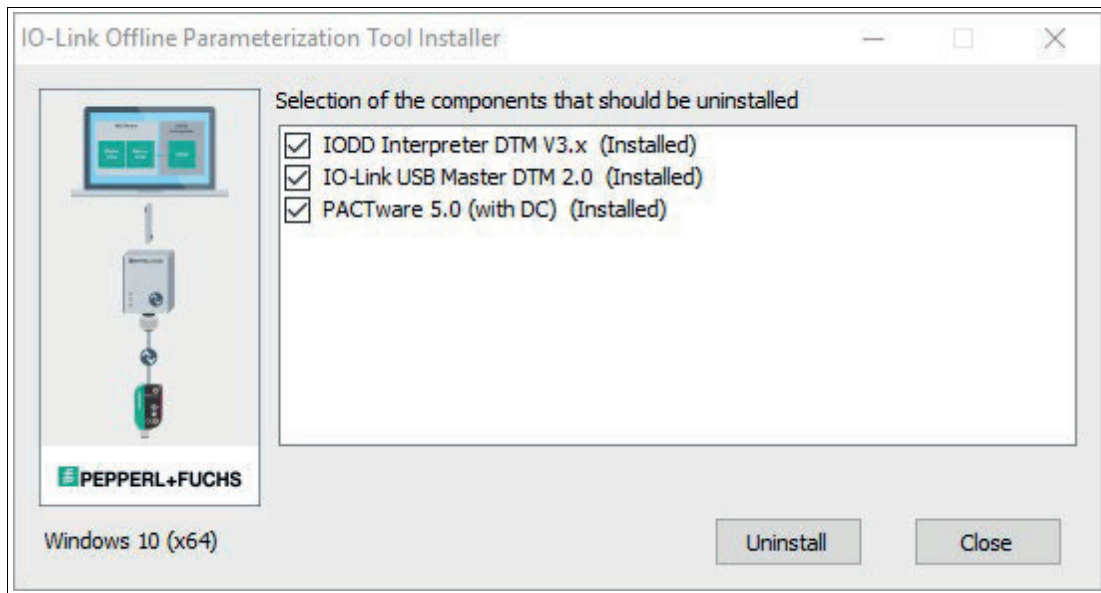 IO-Link Offline Parameterization Tool Installer
Selection of the components that should be uninstalled
IODD Interpreter DTM V3.x (Installed)
IO-Link USB Master DTM 2.0 (Installed)
PACTware 5.0 (with DC) (Installed)
PEPPERL+FUCHS
Windows 10 (x64)
Uninstall
Close